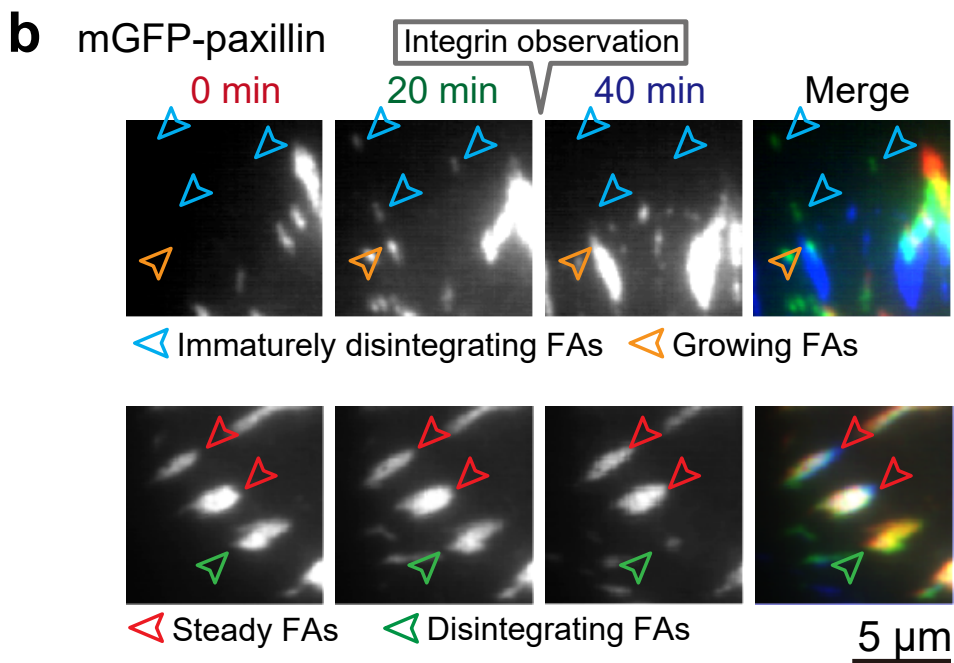 b mGFP-paxillin
Integrin observation
0 min 20 min 40 min Merge
Immaturely disintegrating FAs Growing FAs
Steady FAs Disintegrating FAs
5 μm